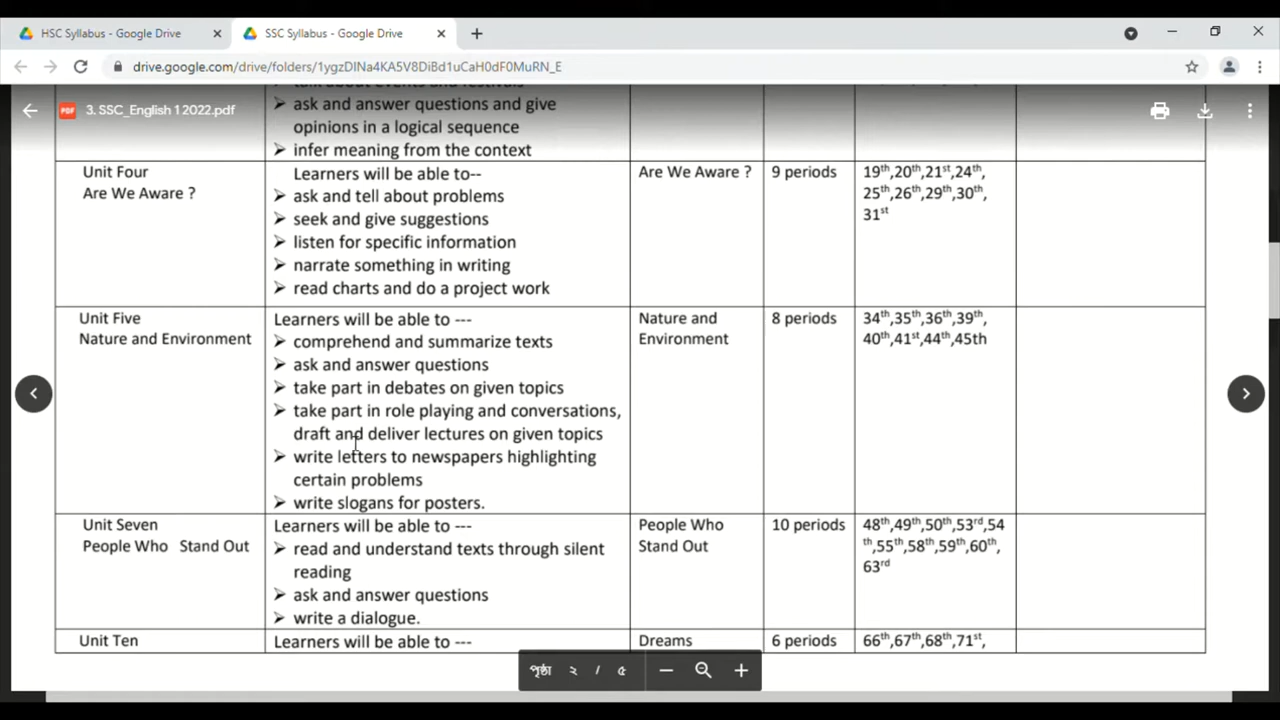 HSC Syllabus - Google Drive
SSC Syllabus - Google Drive
drive.google.com/drive/folders/1ygzDINa4KA5V8DiBd1uCaH0dF0MuRN_E
3. SSC_English 1 2022.pdf
talk about events and festivals
➢ ask and answer questions and give
opinions in a logical sequence
➢ infer meaning from the context
Unit Four
Are We Aware ?
Learners will be able to--
➢ ask and tell about problems
➢ seek and give suggestions
➢ listen for specific information
➢ narrate something in writing
➢ read charts and do a project work
Are We Aware ?
9 periods
19th,20th,21st,24th,
25th,26th,29th,30th,
31st
Unit Five
Nature and Environment
Learners will be able to ---
➢ comprehend and summarize texts
➢ ask and answer questions
➢ take part in debates on given topics
➢ take part in role playing and conversations,
draft and deliver lectures on given topics
➢ write letters to newspapers highlighting
certain problems
➢ write slogans for posters.
Nature and
Environment
8 periods
34th,35th,36th,39th,
40th,41st,44th,45th
Unit Seven
People Who Stand Out
Learners will be able to ---
➢ read and understand texts through silent
reading
➢ ask and answer questions
➢ write a dialogue.
People Who
Stand Out
10 periods
48th,49th,50th,53rd,54
th,55th,58th,59th,60th,
63rd
Unit Ten
Learners will be able to ---
Dreams
6 periods
66th,67th,68th,71st,
পৃষ্ঠা ২ / ৫